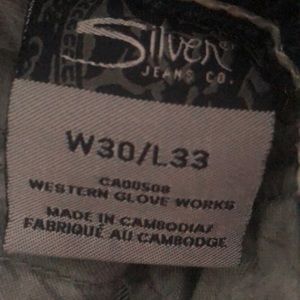 Silver
JEANS CO.
W30/L33
CA00508
WESTERN GLOVE WORKS
MADE IN CAMBODIA/
FABRIQUÉ AU CAMBODGE